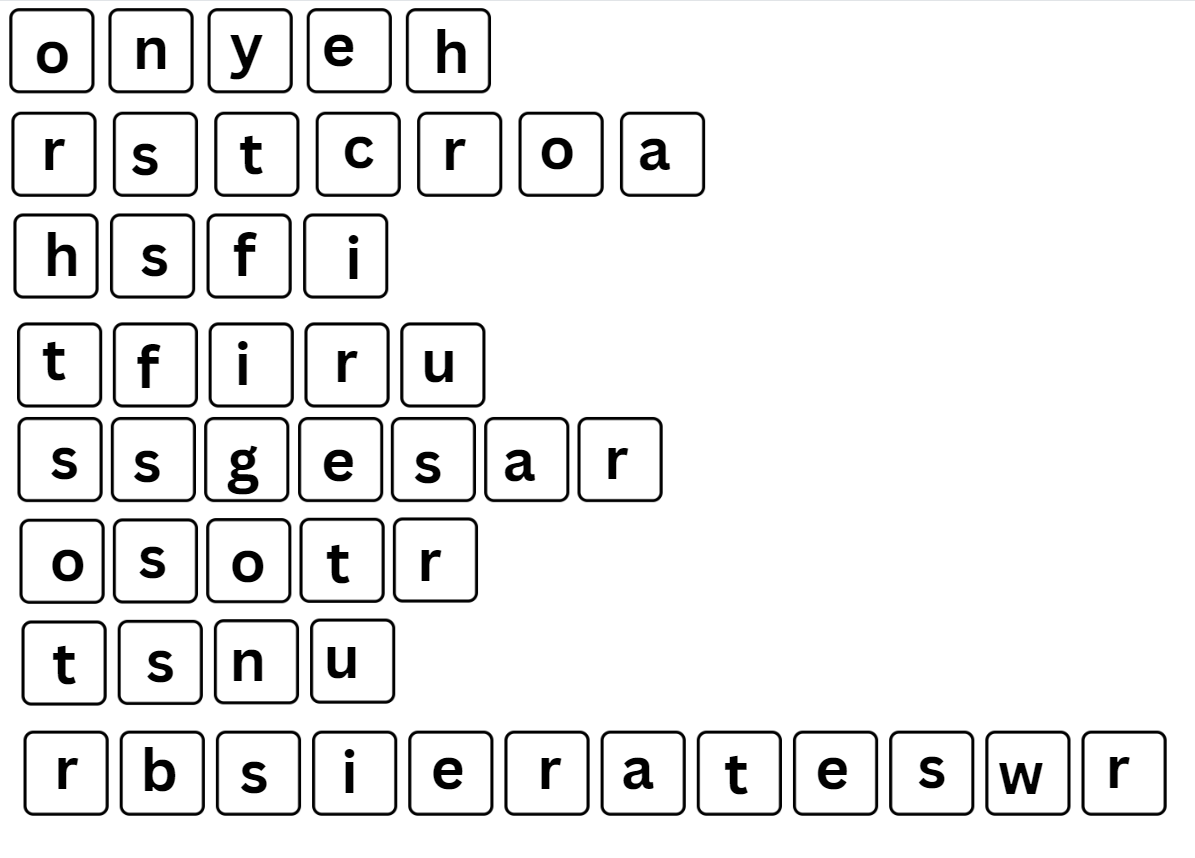 o n y e h
r s t c r o a
h s f i
t f i r u
s s g e s a r
o s o t r
t s n u
r b s i e r a t e s w r